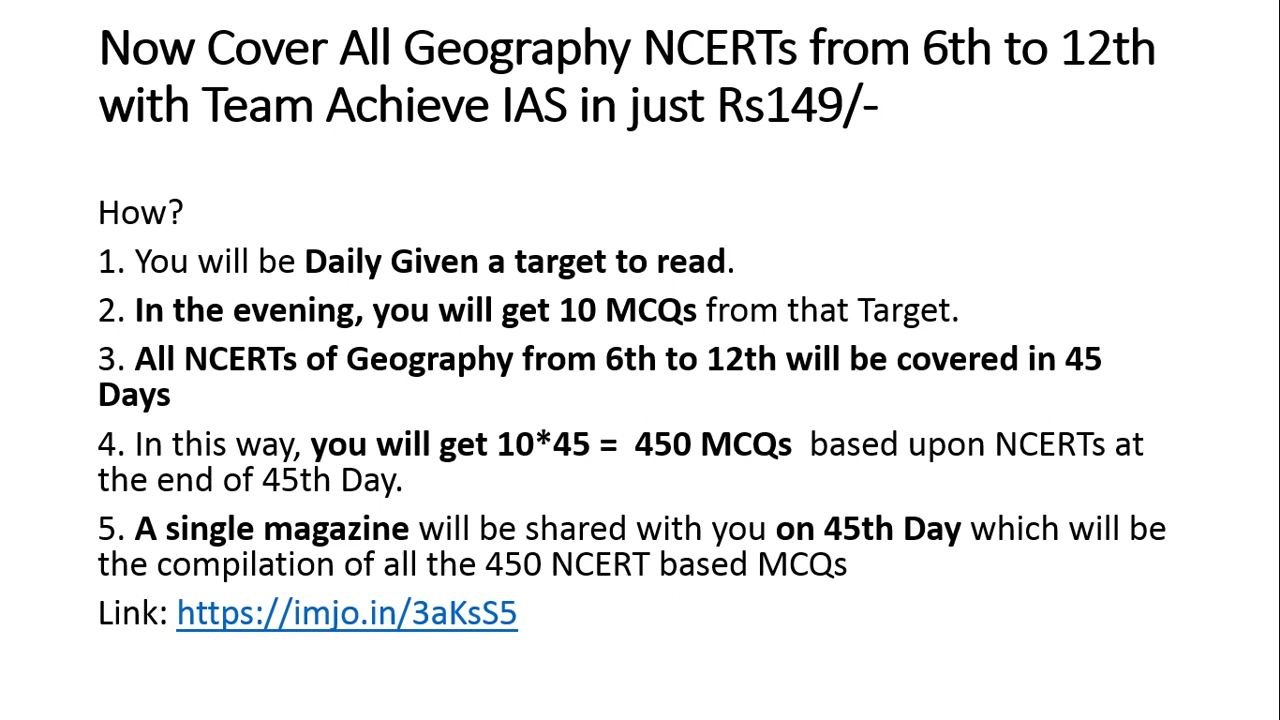 Now Cover All Geography NCERTs from 6th to 12th
with Team Achieve IAS in just Rs149/-
How?
1. You will be Daily Given a target to read.
2. In the evening, you will get 10 MCQs from that Target.
3. All NCERTs of Geography from 6th to 12th will be covered in 45
Days
4. In this way, you will get 10*45 =  450 MCQs  based upon NCERTs at
the end of 45th Day.
5. A single magazine will be shared with you on 45th Day which will be
the compilation of all the 450 NCERT based MCQs
Link: https://imjo.in/3aKsS5